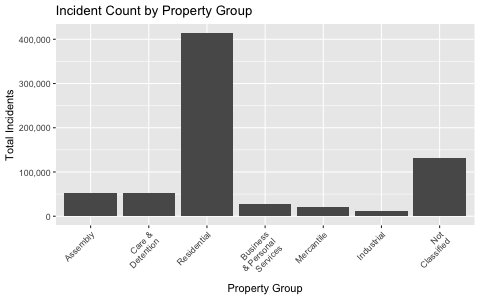 Incident Count by Property Group
Total Incidents
400,000
300,000
200,000
100,000
0
Assembly
Care &
Detention
Residential
Business
& Personal
Services
Mercantile
Industrial
Not
Classified
Property Group